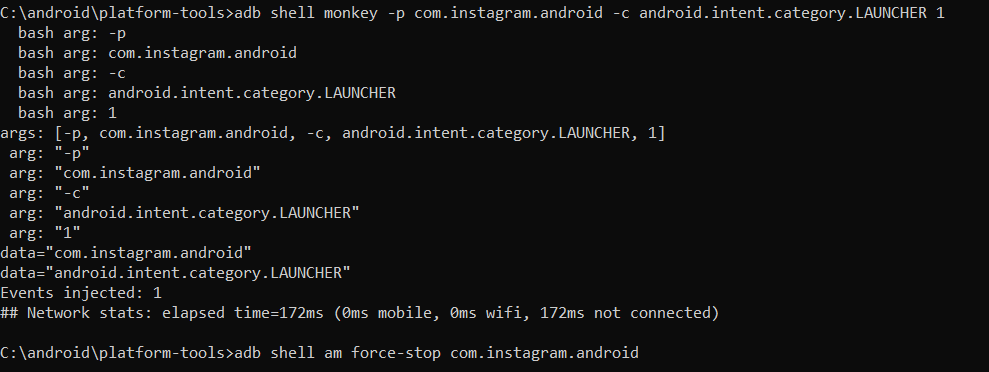 C:\android\platform-tools>adb shell monkey -p com.instagram.android -c android.intent.category.LAUNCHER 1
  bash arg: -p
  bash arg: com.instagram.android
  bash arg: -c
  bash arg: android.intent.category.LAUNCHER
  bash arg: 1
args: [-p, com.instagram.android, -c, android.intent.category.LAUNCHER, 1]
 arg: "-p"
 arg: "com.instagram.android"
 arg: "-c"
 arg: "android.intent.category.LAUNCHER"
 arg: "1"
data="com.instagram.android"
data="android.intent.category.LAUNCHER"
Events injected: 1
## Network stats: elapsed time=172ms (0ms mobile, 0ms wifi, 172ms not connected)
C:\android\platform-tools>adb shell am force-stop com.instagram.android